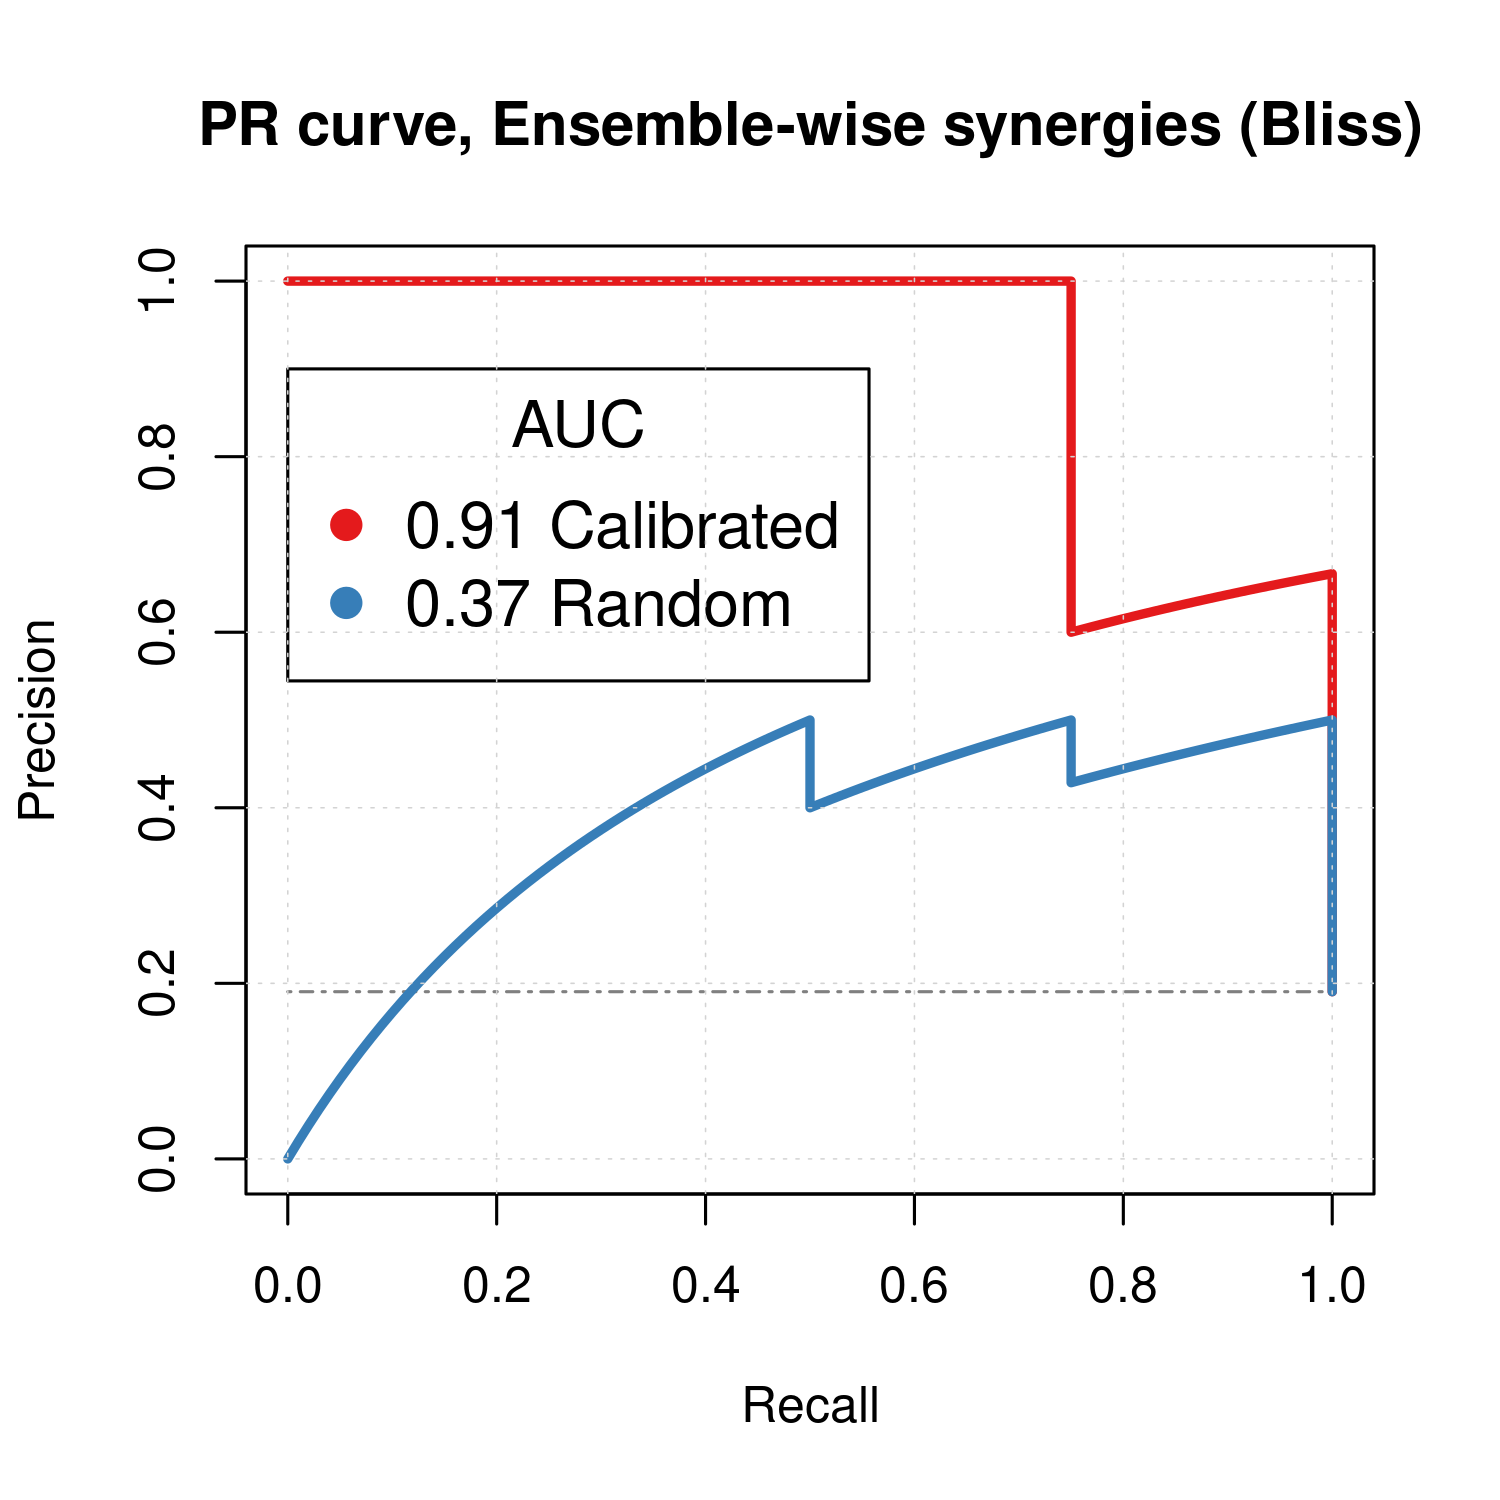 PR curve, Ensemble-wise synergies (Bliss)
1.0
0.8
0.6
0.4
0.2
0.0
Precision
AUC
0.91 Calibrated
0.37 Random
0.0 0.2 0.4 0.6 0.8 1.0
Recall